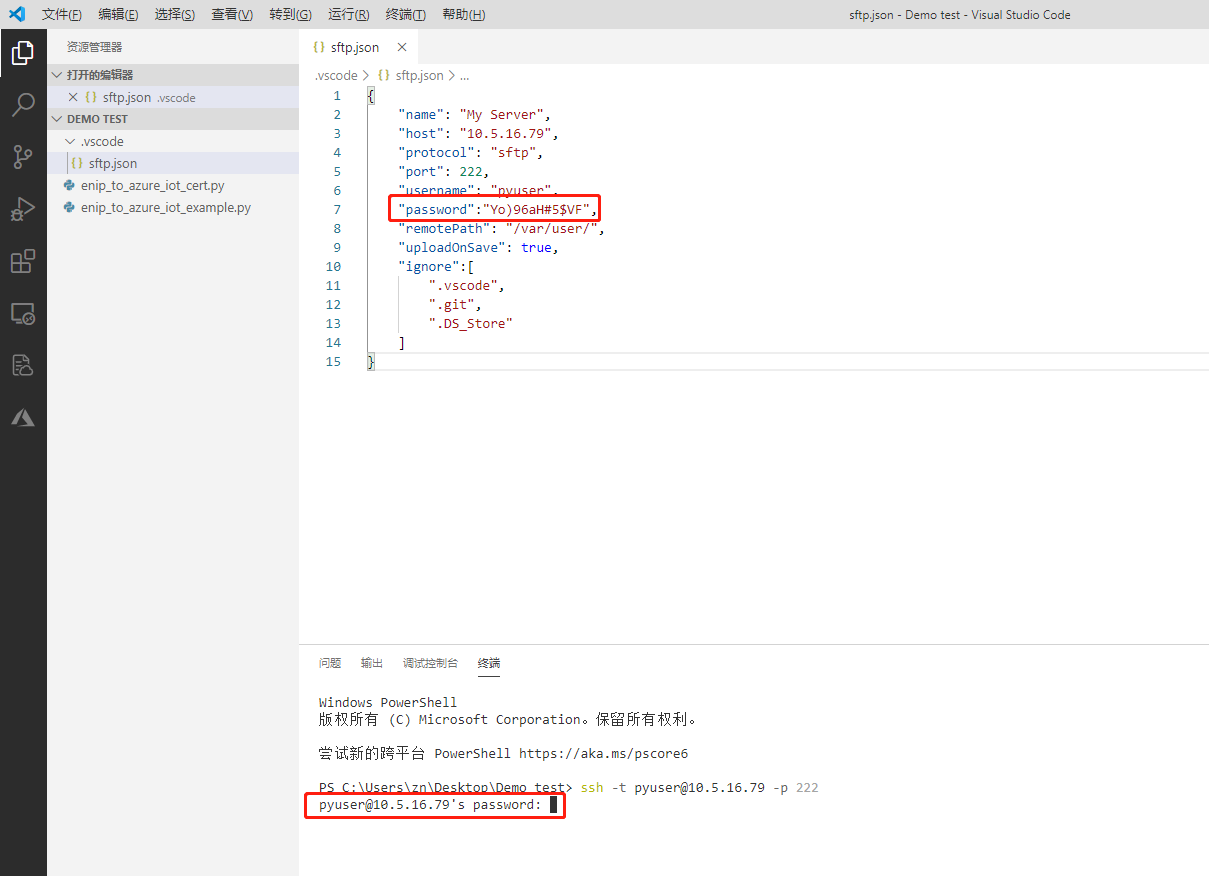 文件(F) 编辑(E) 选择(S) 查看(V) 转到(G) 运行(R) 终端(T) 帮助(H) sftp.json - Demo test - Visual Studio Code
资源管理器
打开的编辑器
{} sftp.json .vscode
DEMO TEST
.vscode
{} sftp.json
enip_to_azure_iot_cert.py
enip_to_azure_iot_example.py
{} sftp.json
.vscode > {} sftp.json > ...
1 {
2 "name": "My Server",
3 "host": "10.5.16.79",
4 "protocol": "sftp",
5 "port": 222,
6 "username": "pyuser",
7 "password":"Yo)96aH#5$VF",
8 "remotePath": "/var/user/",
9 "uploadOnSave": true,
10 "ignore":[
11 ".vscode",
12 ".git",
13 ".DS_Store"
14 ]
15 }
问题 输出 调试控制台 终端
Windows PowerShell
版权所有 (C) Microsoft Corporation。保留所有权利。
尝试新的跨平台 PowerShell https://aka.ms/pscore6
PS C:\Users\zn\Desktop\Demo test> ssh -t pyuser@10.5.16.79 -p 222
pyuser@10.5.16.79's password: